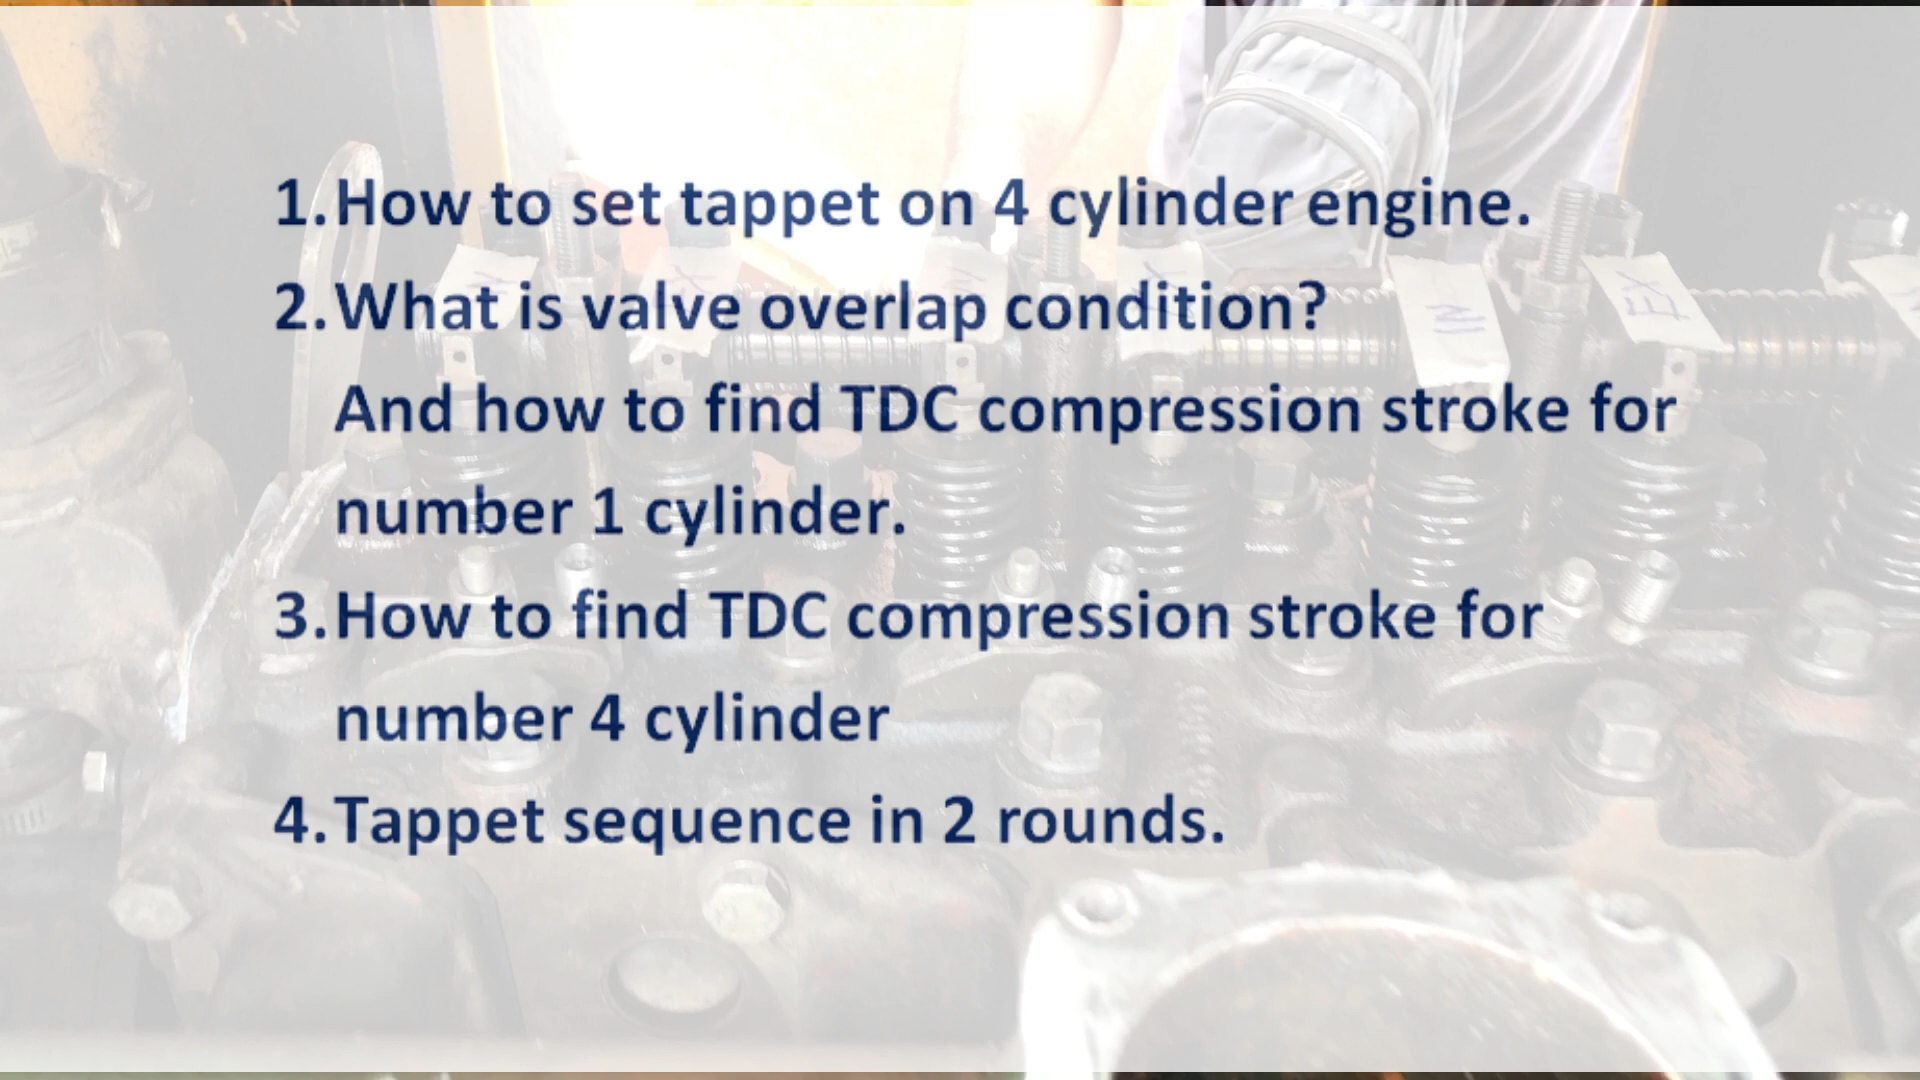 1.How to set tappet on 4 cylinder engine.
2.What is valve overlap condition?
And how to find TDC compression stroke for
number 1 cylinder.
3.How to find TDC compression stroke for
number 4 cylinder
4.Tappet sequence in 2 rounds.
IN
EX